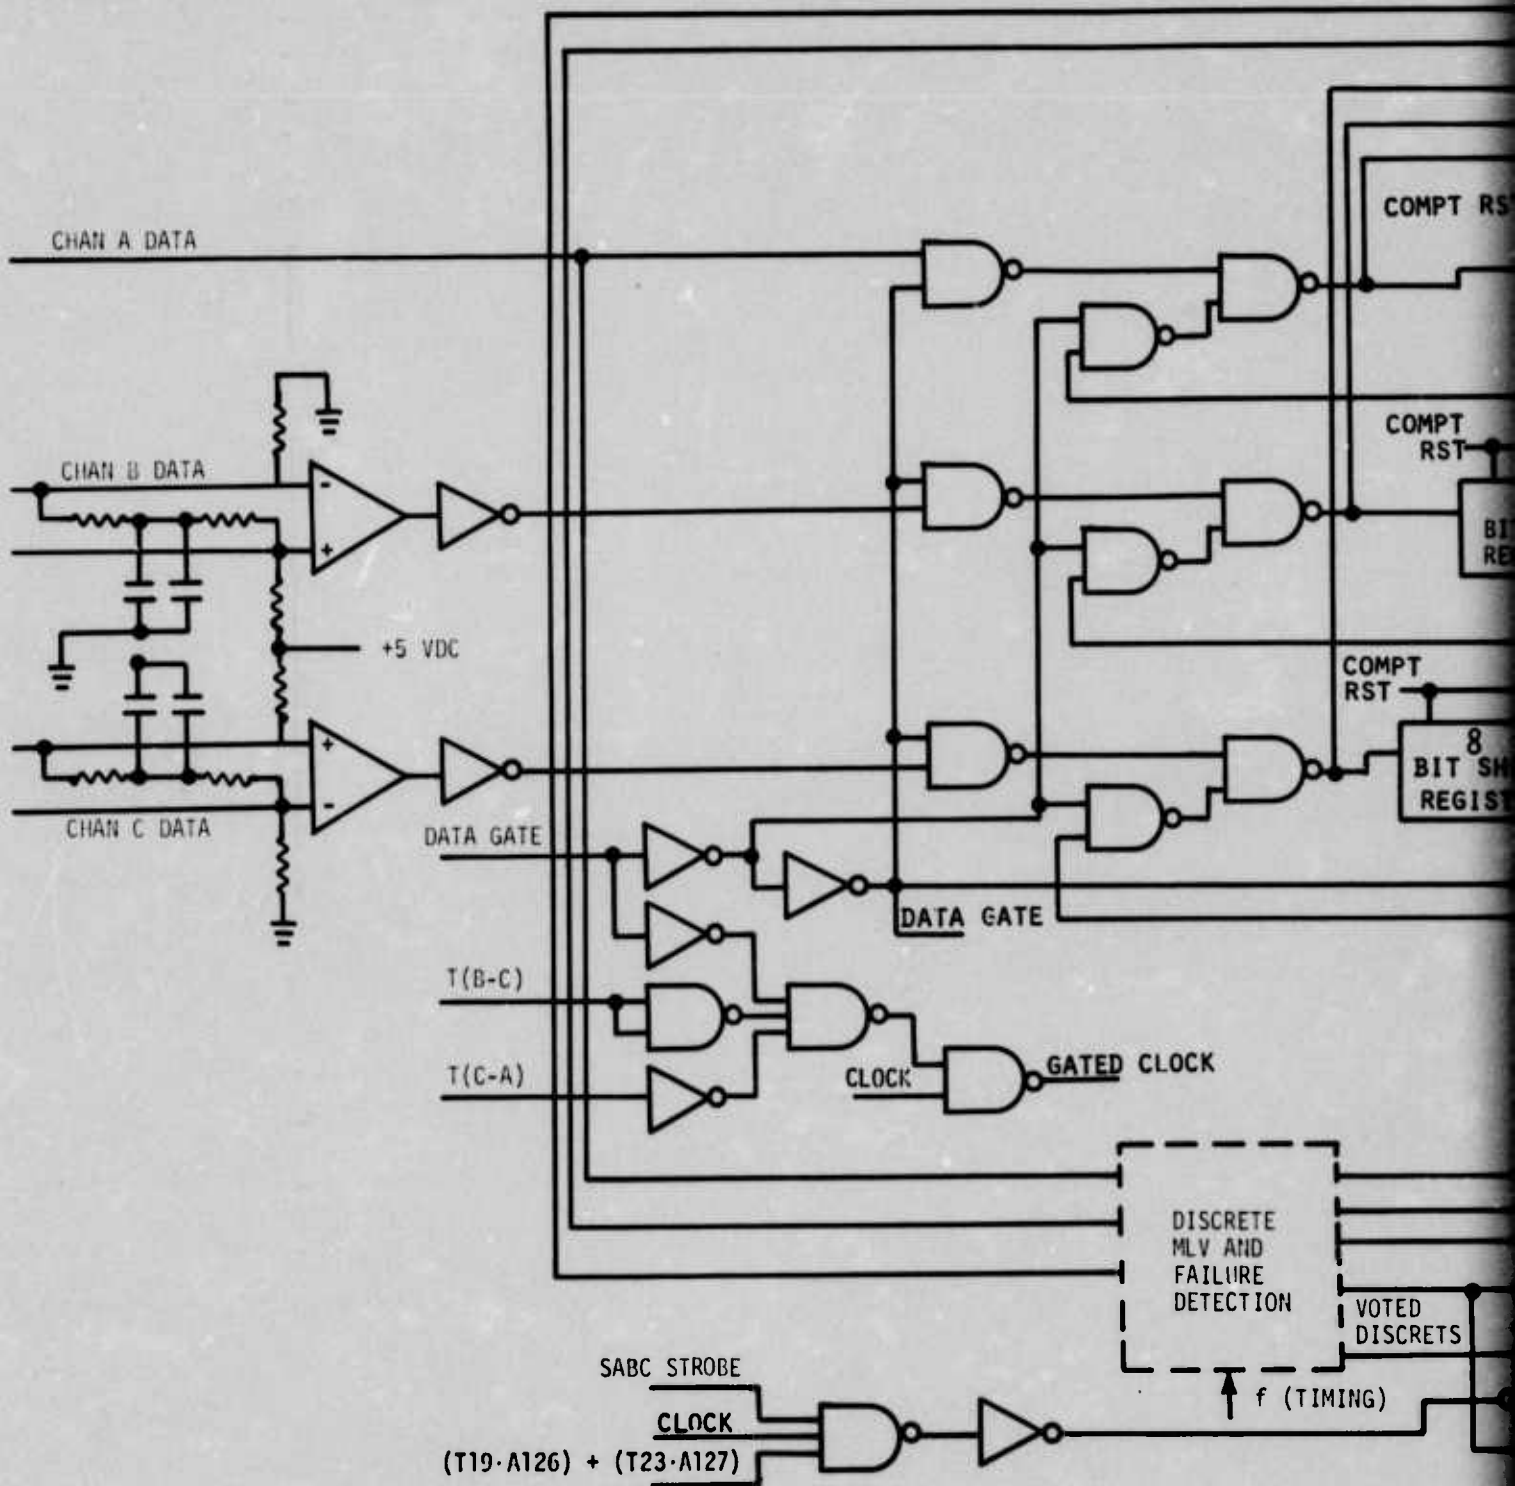 COMPT RS
CHAN A DATA
COMPT
RST
CHAN B DATA
-
+
BI
RE
+5 VDC
COMPT
RST
+
-
8
BIT SH
REGIST
CHAN C DATA
DATA GATE
DATA GATE
T(B-C)
T(C-A)
CLOCK
GATED CLOCK
DISCRETE
MLV AND
FAILURE
DETECTION
VOTED
DISCRETS
SABC STROBE
f (TIMING)
CLOCK
(T19·A126) + (T23·A127)